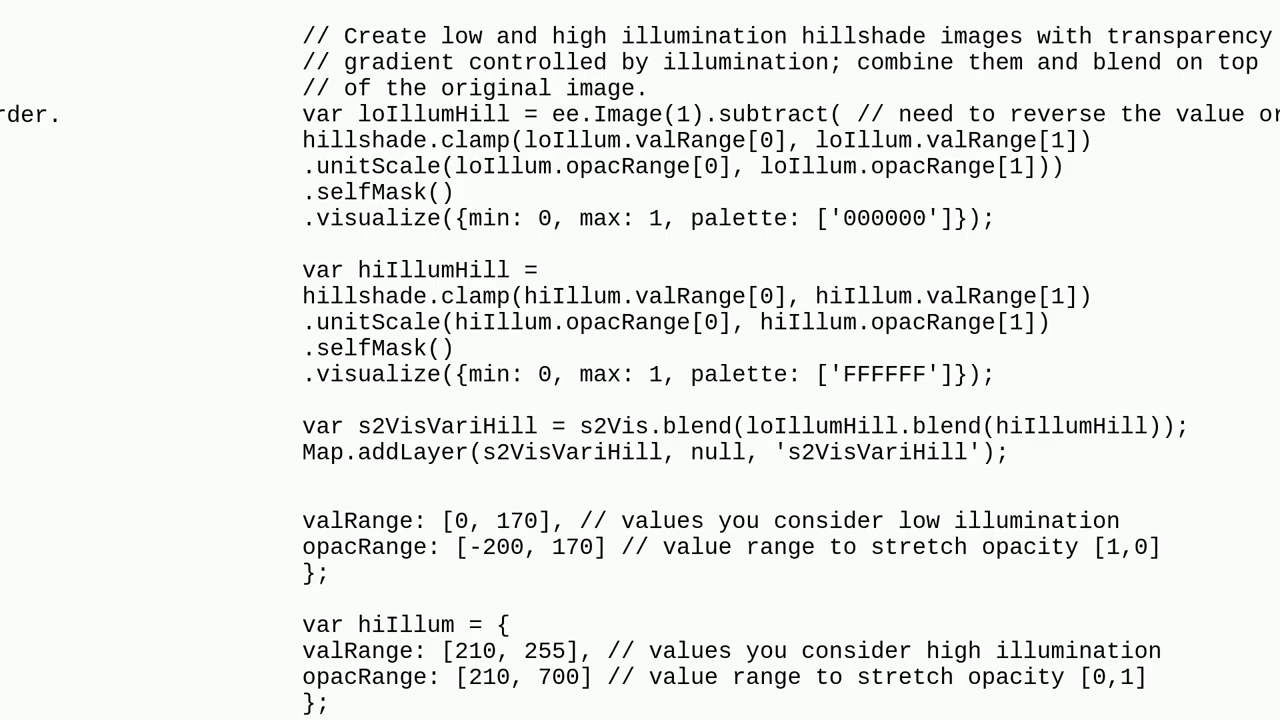 // Create low and high illumination hillshade images with transparency
// gradient controlled by illumination; combine them and blend on top
// of the original image.
var loIllumHill = ee.Image(1).subtract( // need to reverse the value or
rder.
hillshade.clamp(loIllum.valRange[0], loIllum.valRange[1])
.unitScale(loIllum.opacRange[0], loIllum.opacRange[1]))
.selfMask()
.visualize({min: 0, max: 1, palette: ['000000']});
var hiIllumHill =
hillshade.clamp(hiIllum.valRange[0], hiIllum.valRange[1])
.unitScale(hiIllum.opacRange[0], hiIllum.opacRange[1])
.selfMask()
.visualize({min: 0, max: 1, palette: ['FFFFFF']});
var s2VisVariHill = s2Vis.blend(loIllumHill.blend(hiIllumHill));
Map.addLayer(s2VisVariHill, null, 's2VisVariHill');
valRange: [0, 170], // values you consider low illumination
opacRange: [-200, 170] // value range to stretch opacity [1,0]
};
var hiIllum = {
valRange: [210, 255], // values you consider high illumination
opacRange: [210, 700] // value range to stretch opacity [0,1]
};